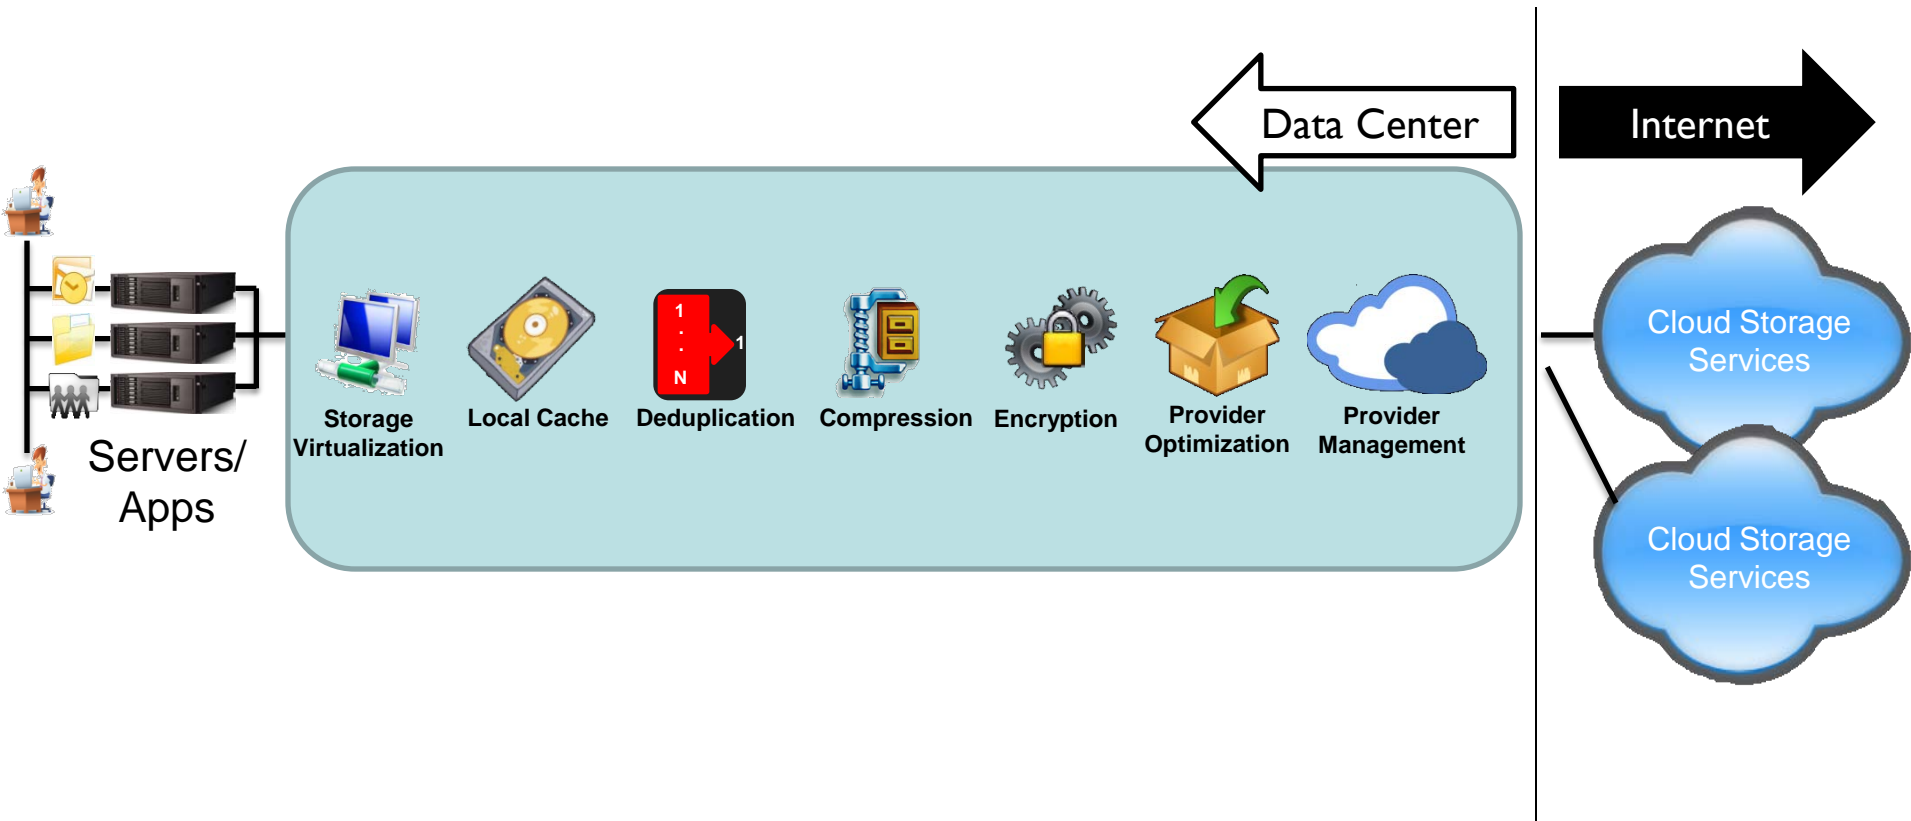 Data Center
Internet
1
.
.
N
1
Storage
Virtualization
Local Cache
Deduplication
Compression
Encryption
Provider
Optimization
Provider
Management
Servers/
Apps
Cloud Storage
Services
Cloud Storage
Services